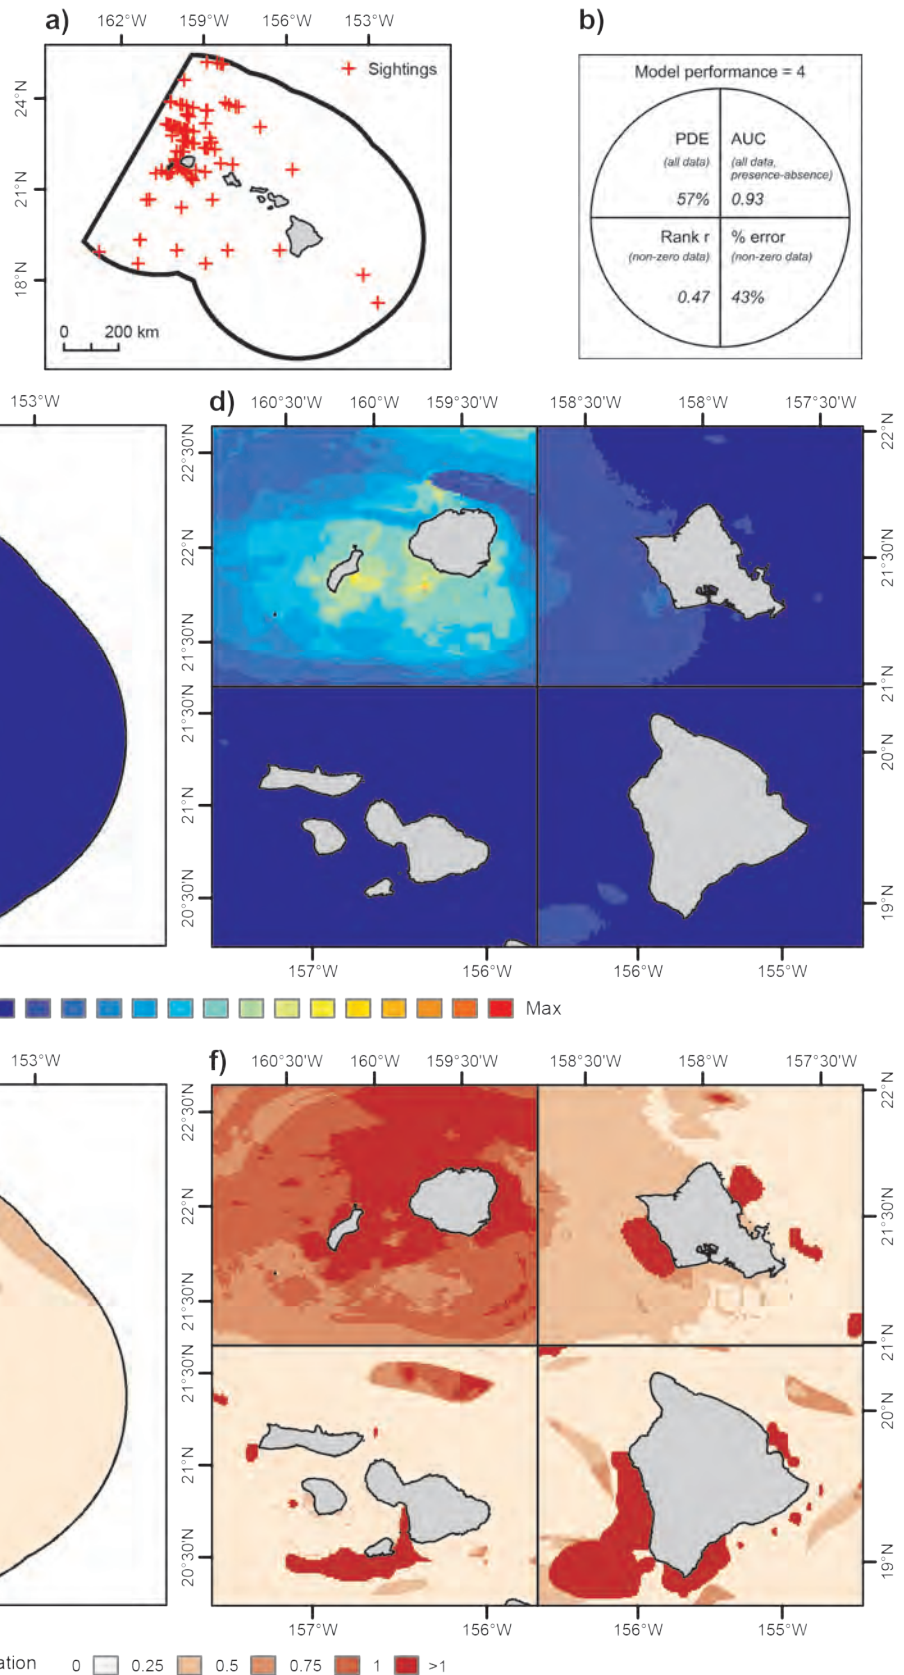 a)
162°W 159°W 156°W 153°W
24°N
21°N
18°N
Sightings
0 200 km
b)
Model performance = 4
PDE
(all data)
57%
AUC
(all data,
presence-absence)
0.93
Rank r
(non-zero data)
0.47
% error
(non-zero data)
43%
153°W
d)
160°30'W 160°W 159°30'W 158°30'W 158°W 157°30'W
22°30'N
22°N
21°30'N
21°30'N
21°N
20°30'N
22°N
21°30'N
21°N
20°N
19°N
157°W 156°W 156°W 155°W
Max
153°W
f)
160°30'W 160°W 159°30'W 158°30'W 158°W 157°30'W
22°30'N
22°N
21°30'N
21°30'N
21°N
20°30'N
22°N
21°30'N
21°N
20°N
19°N
157°W 156°W 156°W 155°W
ation 0 0.25 0.5 0.75 1 >1